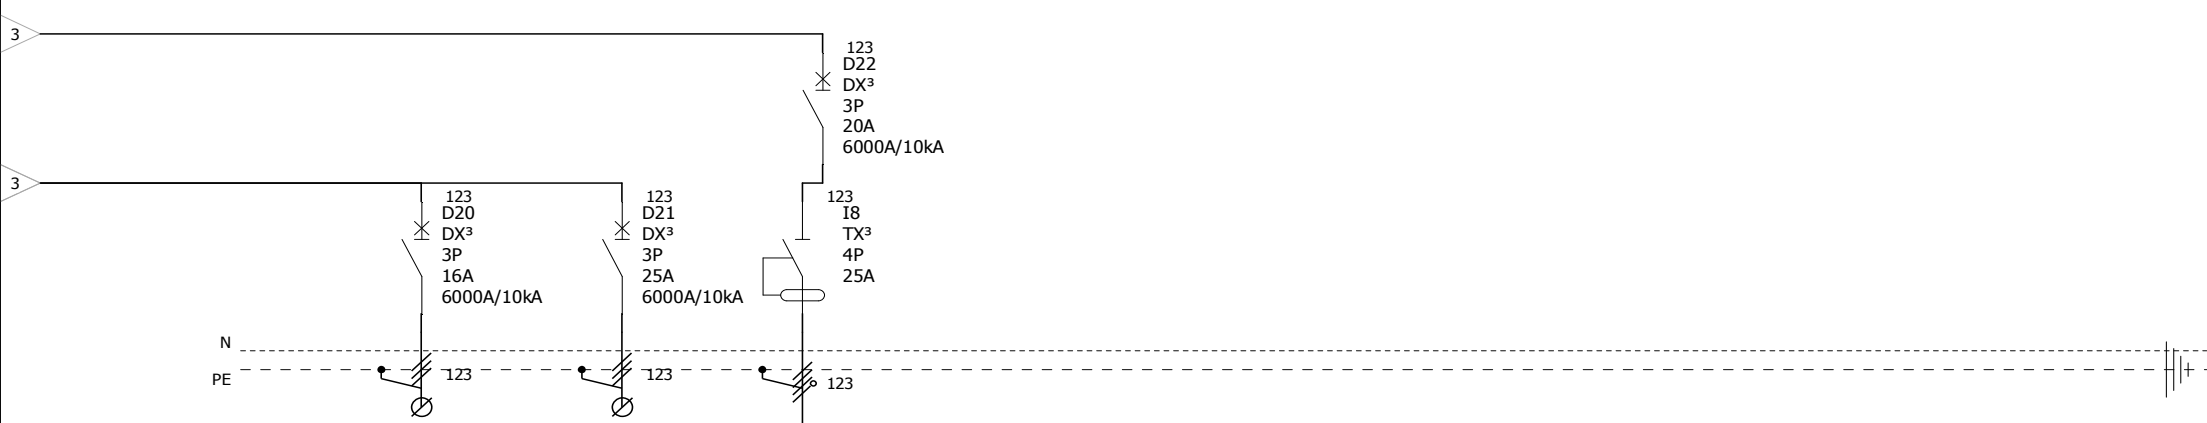 3
123
D22
DX³
3P
20A
6000A/10kA
3
123
D20
DX³
3P
16A
6000A/10kA
123
D21
DX³
3P
25A
6000A/10kA
123
I8
TX³
4P
25A
N
PE
123
123
123